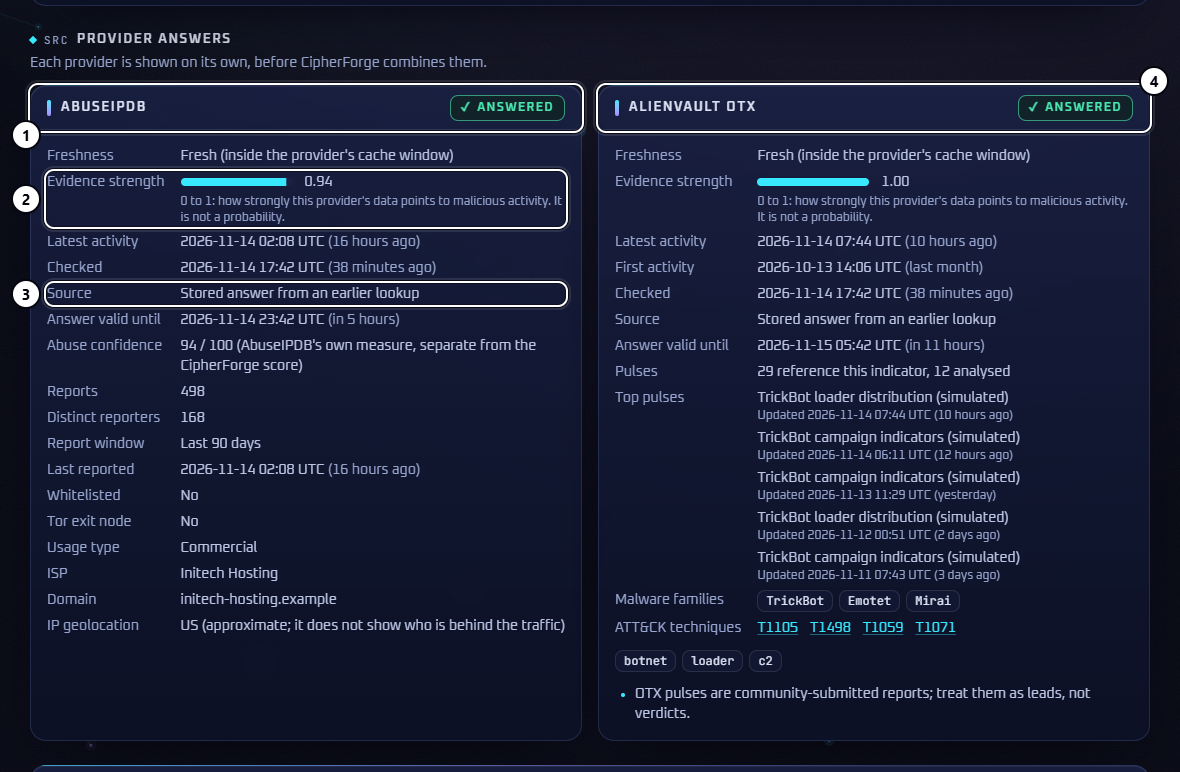 SRC PROVIDER ANSWERS
Each provider is shown on its own, before CipherForge combines them.
1
ABUSEIPDB
✓ ANSWERED
Freshness Fresh (inside the provider's cache window)
2
Evidence strength 0.94
0 to 1: how strongly this provider's data points to malicious activity. It
is not a probability.
Latest activity 2026-11-14 02:08 UTC (16 hours ago)
Checked 2026-11-14 17:42 UTC (38 minutes ago)
3
Source Stored answer from an earlier lookup
Answer valid until 2026-11-14 23:42 UTC (in 5 hours)
Abuse confidence 94 / 100 (AbuseIPDB's own measure, separate from the
CipherForge score)
Reports 498
Distinct reporters 168
Report window Last 90 days
Last reported 2026-11-14 02:08 UTC (16 hours ago)
Whitelisted No
Tor exit node No
Usage type Commercial
ISP Initech Hosting
Domain initech-hosting.example
IP geolocation US (approximate; it does not show who is behind the traffic)
4
ALIENVAULT OTX
✓ ANSWERED
Freshness Fresh (inside the provider's cache window)
Evidence strength 1.00
0 to 1: how strongly this provider's data points to malicious activity.
It is not a probability.
Latest activity 2026-11-14 07:44 UTC (10 hours ago)
First activity 2026-10-13 14:06 UTC (last month)
Checked 2026-11-14 17:42 UTC (38 minutes ago)
Source Stored answer from an earlier lookup
Answer valid until 2026-11-15 05:42 UTC (in 11 hours)
Pulses 29 reference this indicator, 12 analysed
Top pulses TrickBot loader distribution (simulated)
Updated 2026-11-14 07:44 UTC (10 hours ago)
TrickBot campaign indicators (simulated)
Updated 2026-11-14 06:11 UTC (12 hours ago)
TrickBot campaign indicators (simulated)
Updated 2026-11-13 11:29 UTC (yesterday)
TrickBot loader distribution (simulated)
Updated 2026-11-12 00:51 UTC (2 days ago)
TrickBot campaign indicators (simulated)
Updated 2026-11-11 07:43 UTC (3 days ago)
Malware families TrickBot Emotet Mirai
ATT&CK techniques T1105 T1498 T1059 T1071
botnet loader c2
OTX pulses are community-submitted reports; treat them as leads, not
verdicts.